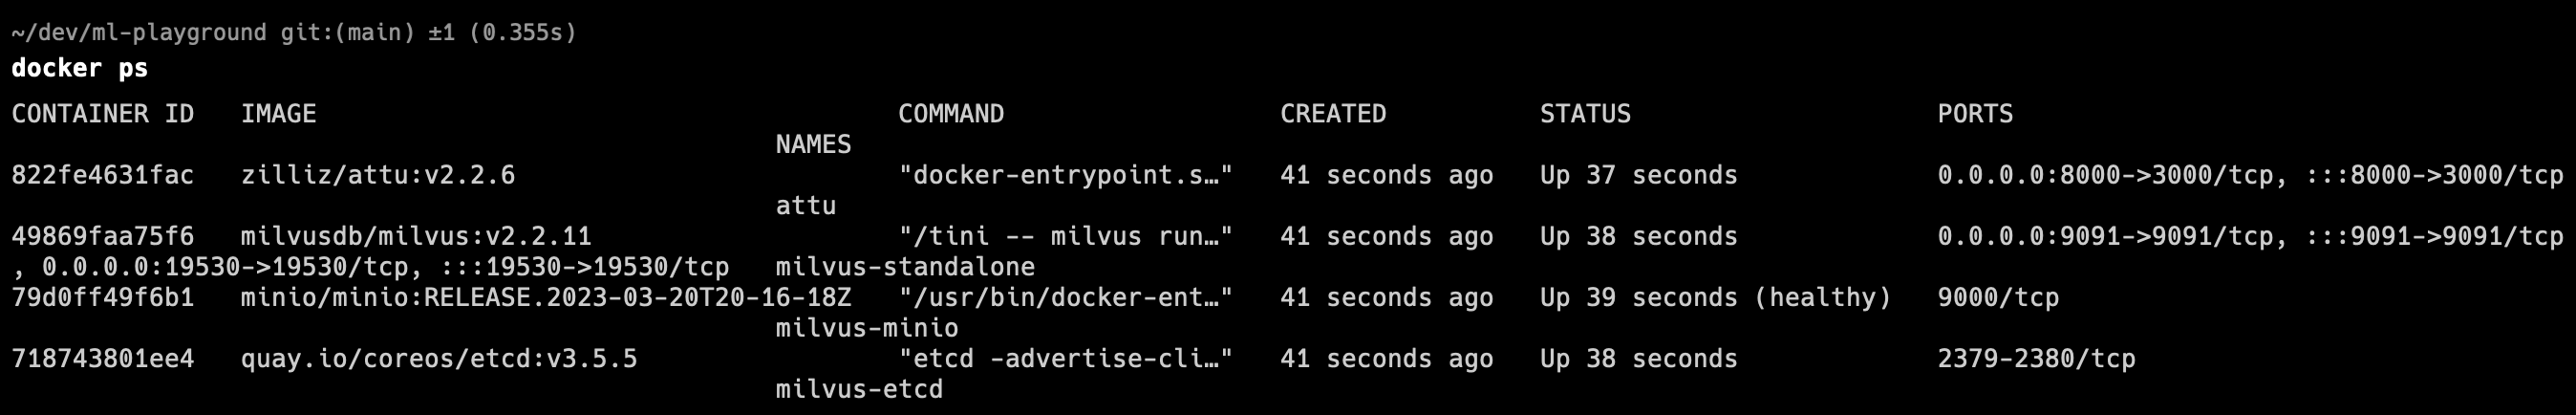 ~/dev/ml-playground git:(main) ±1 (0.355s)
docker ps
CONTAINER ID   IMAGE                                      COMMAND                  CREATED          STATUS                    PORTS
                                                  NAMES
822fe4631fac   zilliz/attu:v2.2.6                         "docker-entrypoint.s…"   41 seconds ago   Up 37 seconds             0.0.0.0:8000->3000/tcp, :::8000->3000/tcp
                                                  attu
49869faa75f6   milvusdb/milvus:v2.2.11                    "/tini -- milvus run…"   41 seconds ago   Up 38 seconds             0.0.0.0:9091->9091/tcp, :::9091->9091/tcp
, 0.0.0.0:19530->19530/tcp, :::19530->19530/tcp   milvus-standalone
79d0ff49f6b1   minio/minio:RELEASE.2023-03-20T20-16-18Z   "/usr/bin/docker-ent…"   41 seconds ago   Up 39 seconds (healthy)   9000/tcp
                                                  milvus-minio
718743801ee4   quay.io/coreos/etcd:v3.5.5                 "etcd -advertise-cli…"   41 seconds ago   Up 38 seconds             2379-2380/tcp
                                                  milvus-etcd